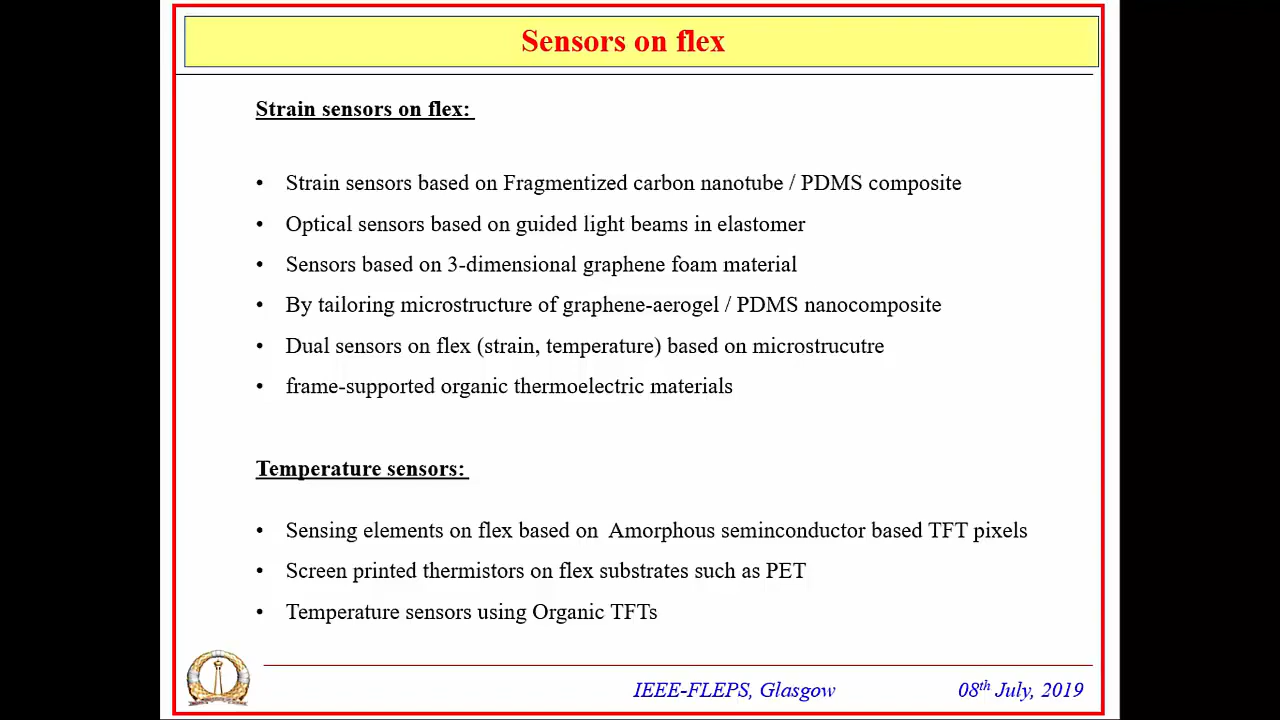 Sensors on flex
Strain sensors on flex:
• Strain sensors based on Fragmentized carbon nanotube / PDMS composite
• Optical sensors based on guided light beams in elastomer
• Sensors based on 3-dimensional graphene foam material
• By tailoring microstructure of graphene-aerogel / PDMS nanocomposite
• Dual sensors on flex (strain, temperature) based on microstrucutre
• frame-supported organic thermoelectric materials
Temperature sensors:
• Sensing elements on flex based on Amorphous seminconductor based TFT pixels
• Screen printed thermistors on flex substrates such as PET
• Temperature sensors using Organic TFTs
IEEE-FLEPS, Glasgow 08th July, 2019